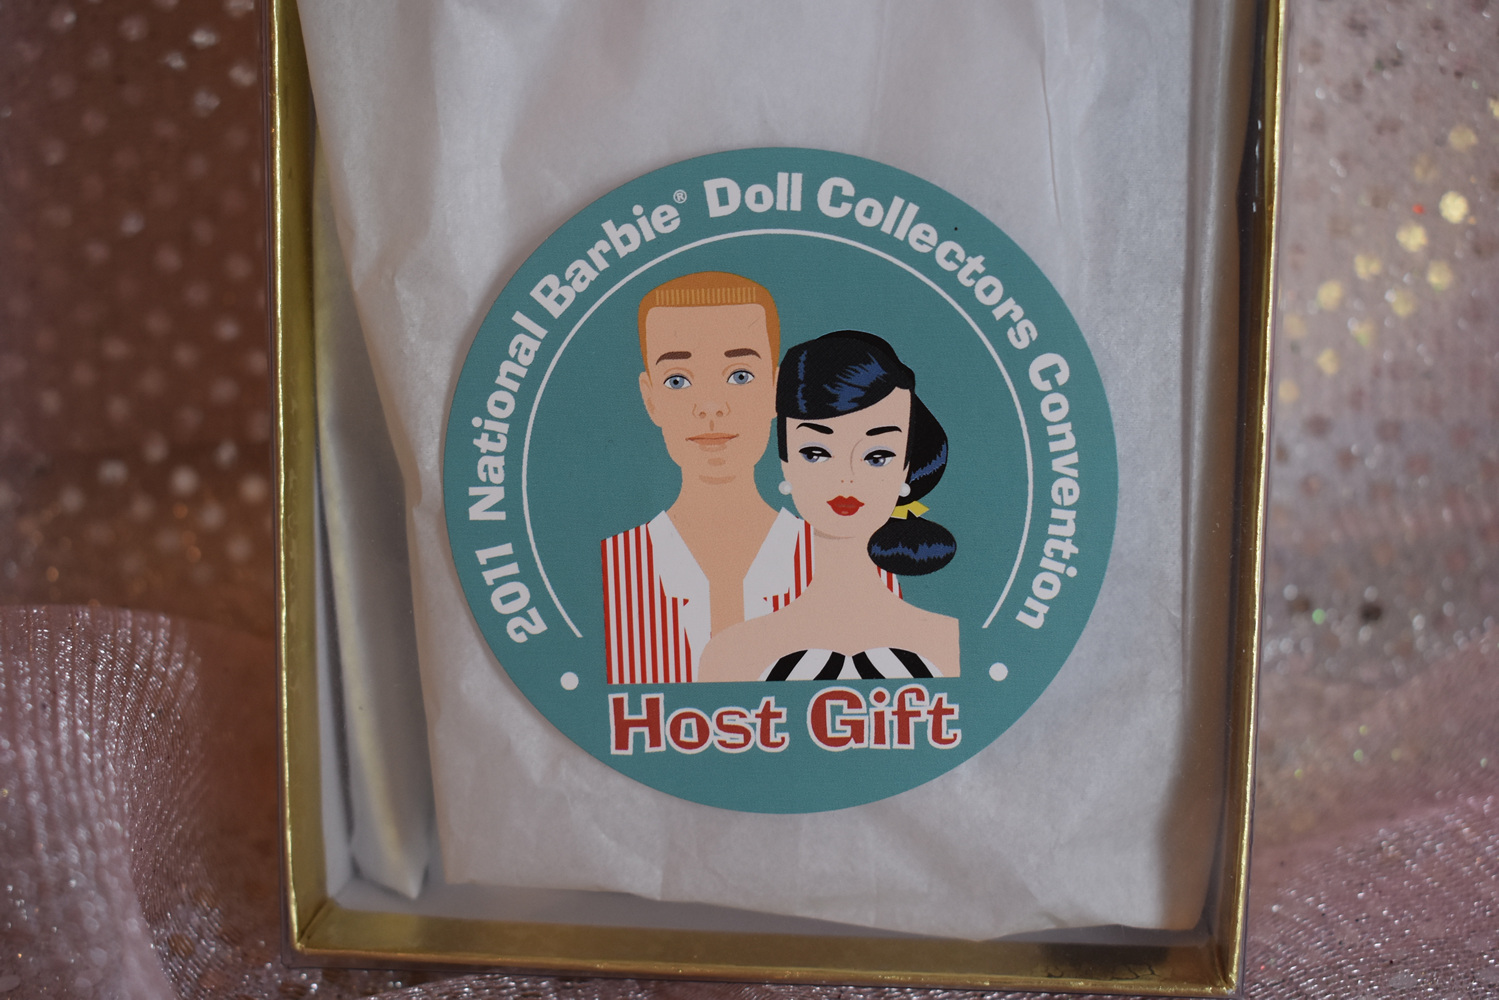 2011 National Barbie® Doll Collectors Convention
Host Gift